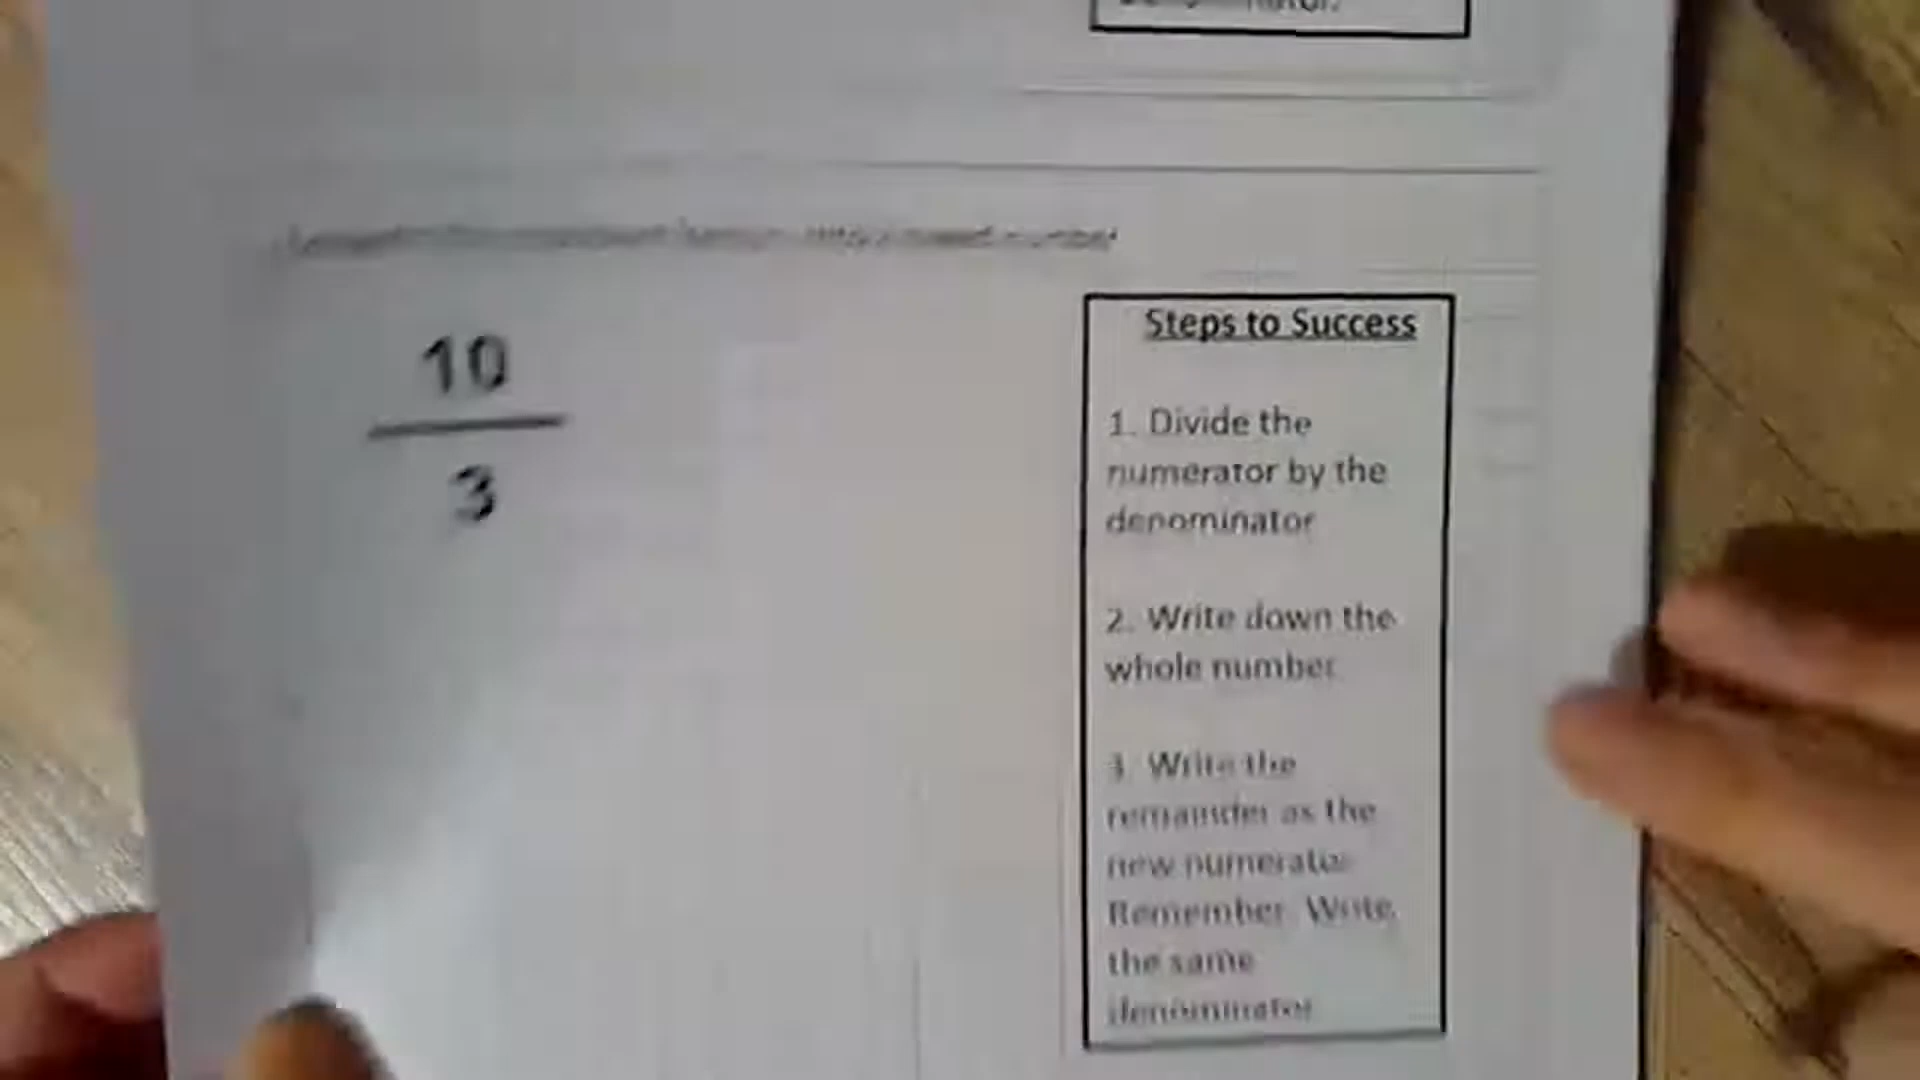 10
3
Steps to Success
1. Divide the
numerator by the
denominator
2. Write down the
whole number
3. Write the
remainder as the
new numerator
Remember. Write
the same
denominator